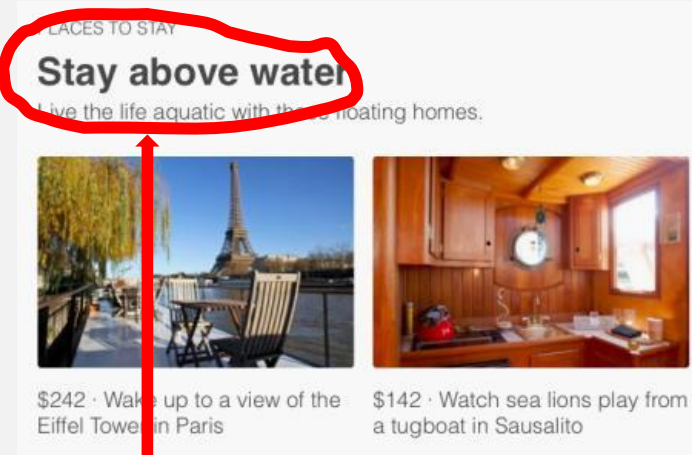 PLACES TO STAY
Stay above water
Live the life aquatic with these floating homes.
$242 · Wake up to a view of the
Eiffel Tower in Paris
$142 · Watch sea lions play from
a tugboat in Sausalito